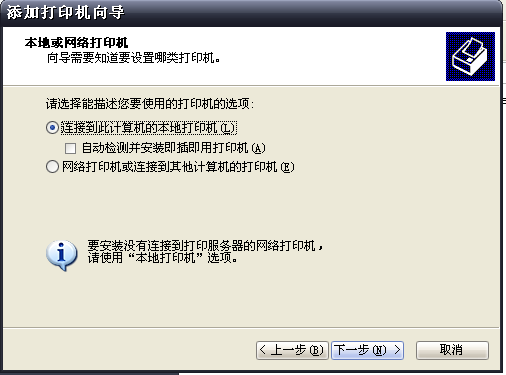 添加打印机向导
本地或网络打印机
向导需要知道要设置哪类打印机。
请选择能描述您要使用的打印机的选项:
连接到此计算机的本地打印机(L)
自动检测并安装即插即用打印机(A)
网络打印机或连接到其他计算机的打印机(E)
要安装没有连接到打印服务器的网络打印机，
请使用“本地打印机”选项。
< 上一步(B) 下一步(N) > 取消